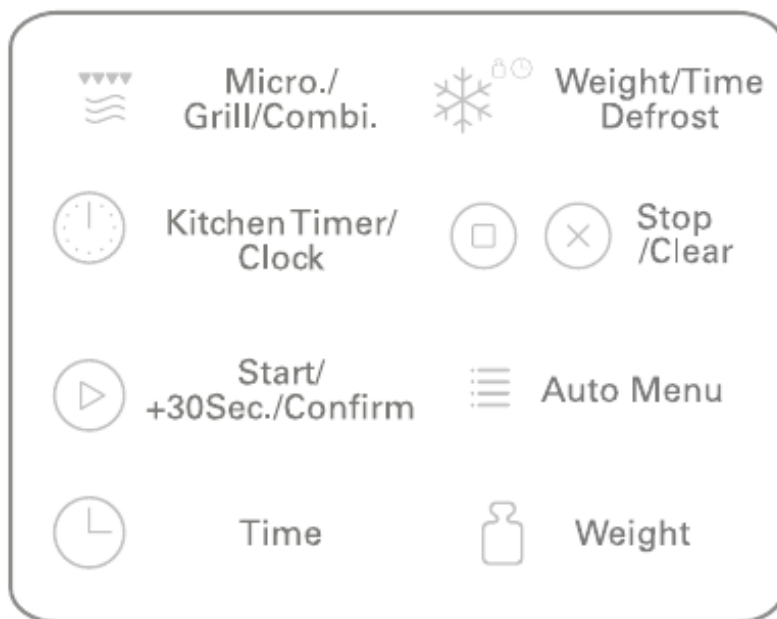 Micro./
Grill/Combi.
Weight/Time
Defrost
Kitchen Timer/
Clock
Stop
/Clear
Start/
+30Sec./Confirm
Auto Menu
Time
Weight